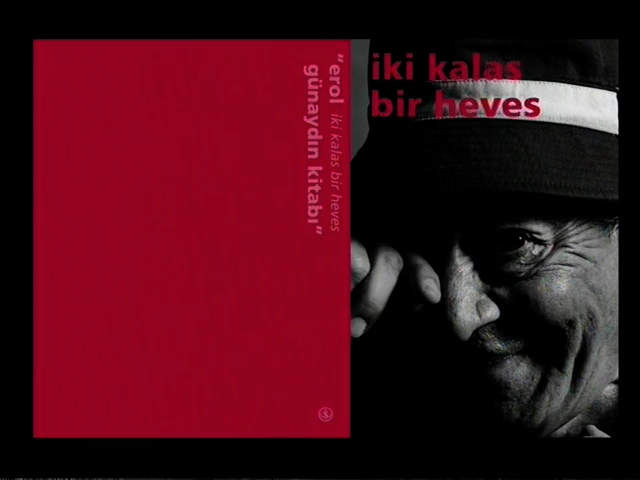 "erol iki kalas bir heves
günaydın kitabı"
iki kalas
bir heves